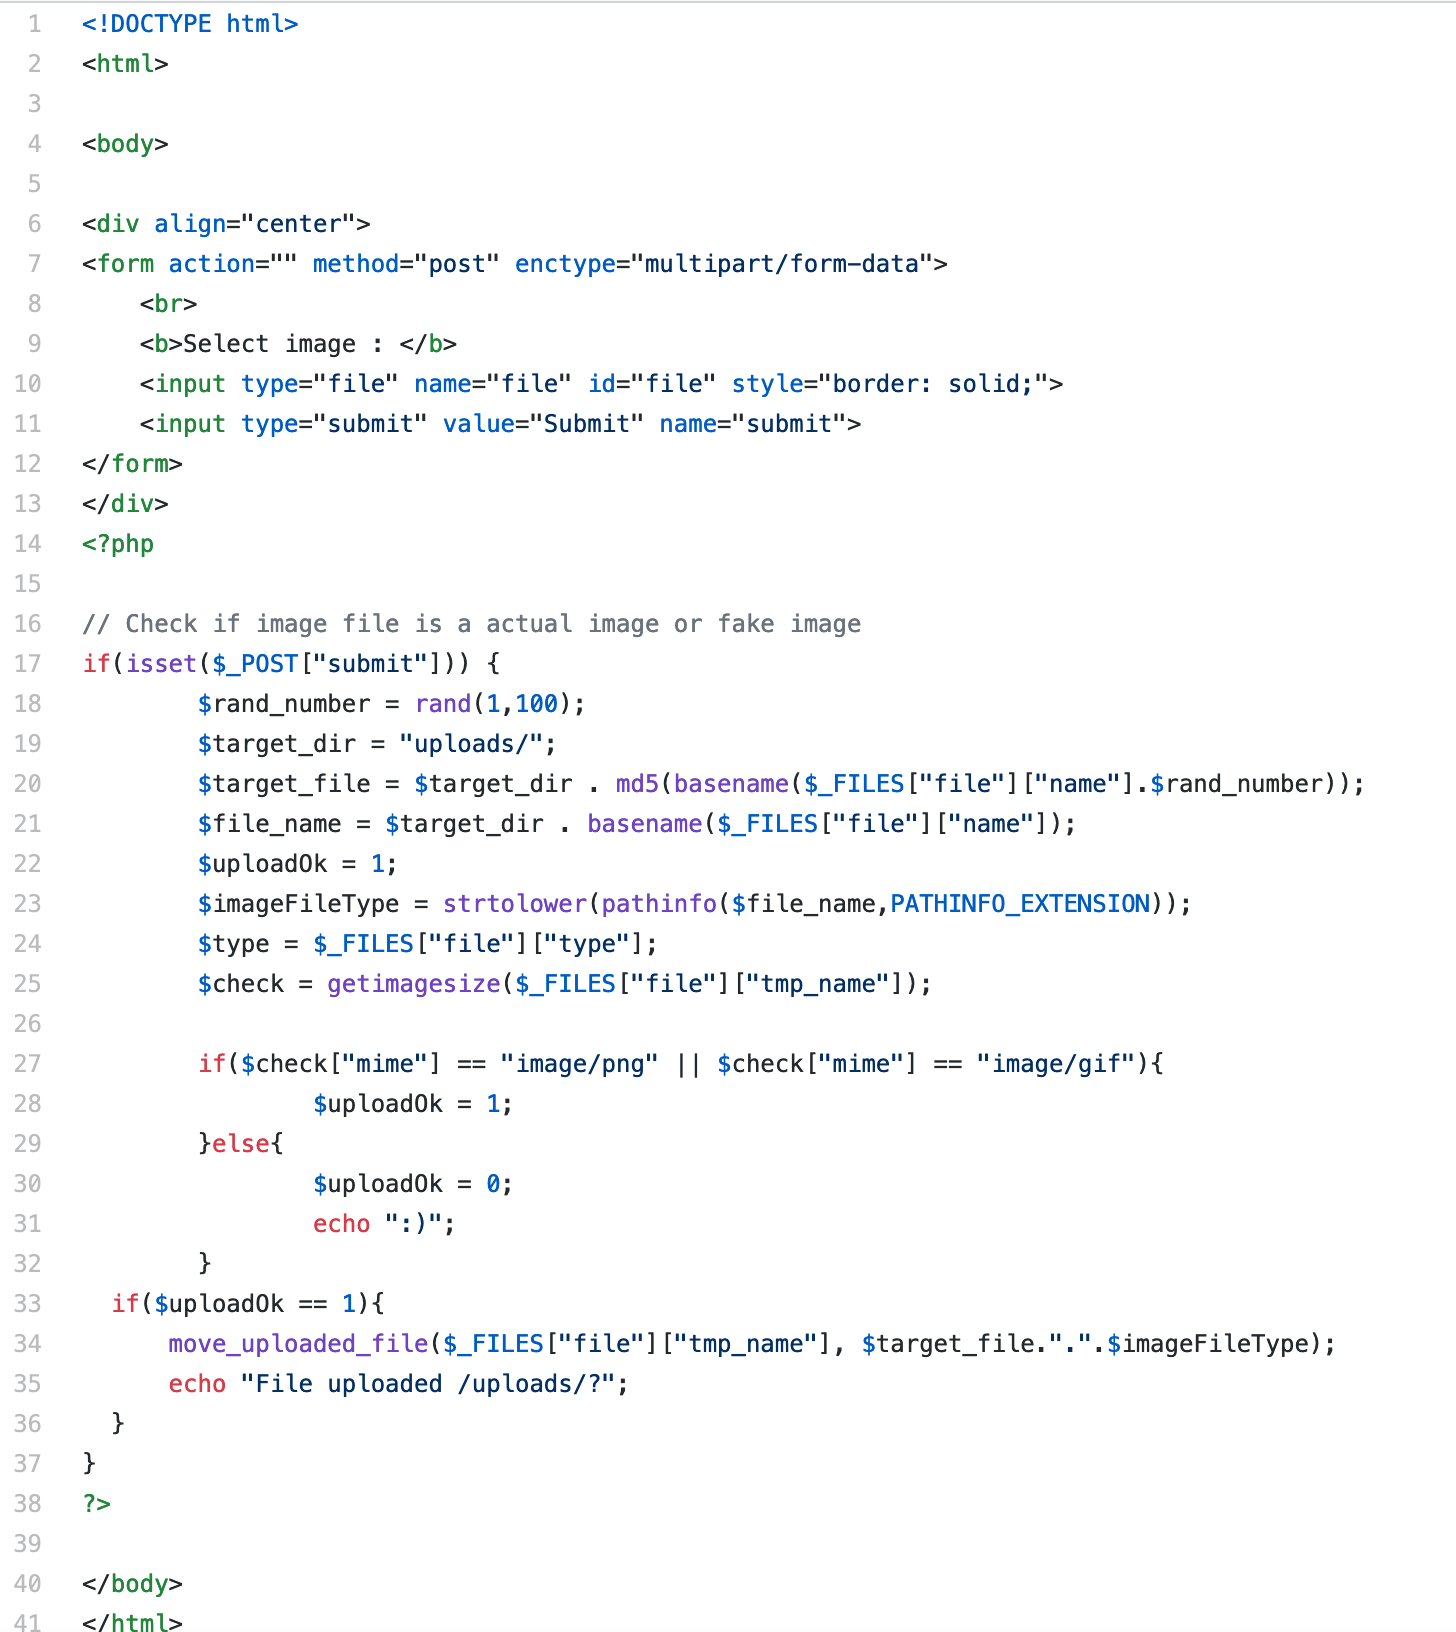 1 <!DOCTYPE html>
2 <html>
3
4 <body>
5
6 <div align="center">
7 <form action="" method="post" enctype="multipart/form-data">
8     <br>
9     <b>Select image : </b>
10     <input type="file" name="file" id="file" style="border: solid;">
11     <input type="submit" value="Submit" name="submit">
12 </form>
13 </div>
14 <?php
15
16 // Check if image file is a actual image or fake image
17 if(isset($_POST["submit"])) {
18         $rand_number = rand(1,100);
19         $target_dir = "uploads/";
20         $target_file = $target_dir . md5(basename($_FILES["file"]["name"].$rand_number));
21         $file_name = $target_dir . basename($_FILES["file"]["name"]);
22         $uploadOk = 1;
23         $imageFileType = strtolower(pathinfo($file_name,PATHINFO_EXTENSION));
24         $type = $_FILES["file"]["type"];
25         $check = getimagesize($_FILES["file"]["tmp_name"]);
26
27         if($check["mime"] == "image/png" || $check["mime"] == "image/gif"){
28                 $uploadOk = 1;
29         }else{
30                 $uploadOk = 0;
31                 echo ":)";
32         }
33   if($uploadOk == 1){
34       move_uploaded_file($_FILES["file"]["tmp_name"], $target_file.".".$imageFileType);
35       echo "File uploaded /uploads/?";
36   }
37 }
38 ?>
39
40 </body>
41 </html>